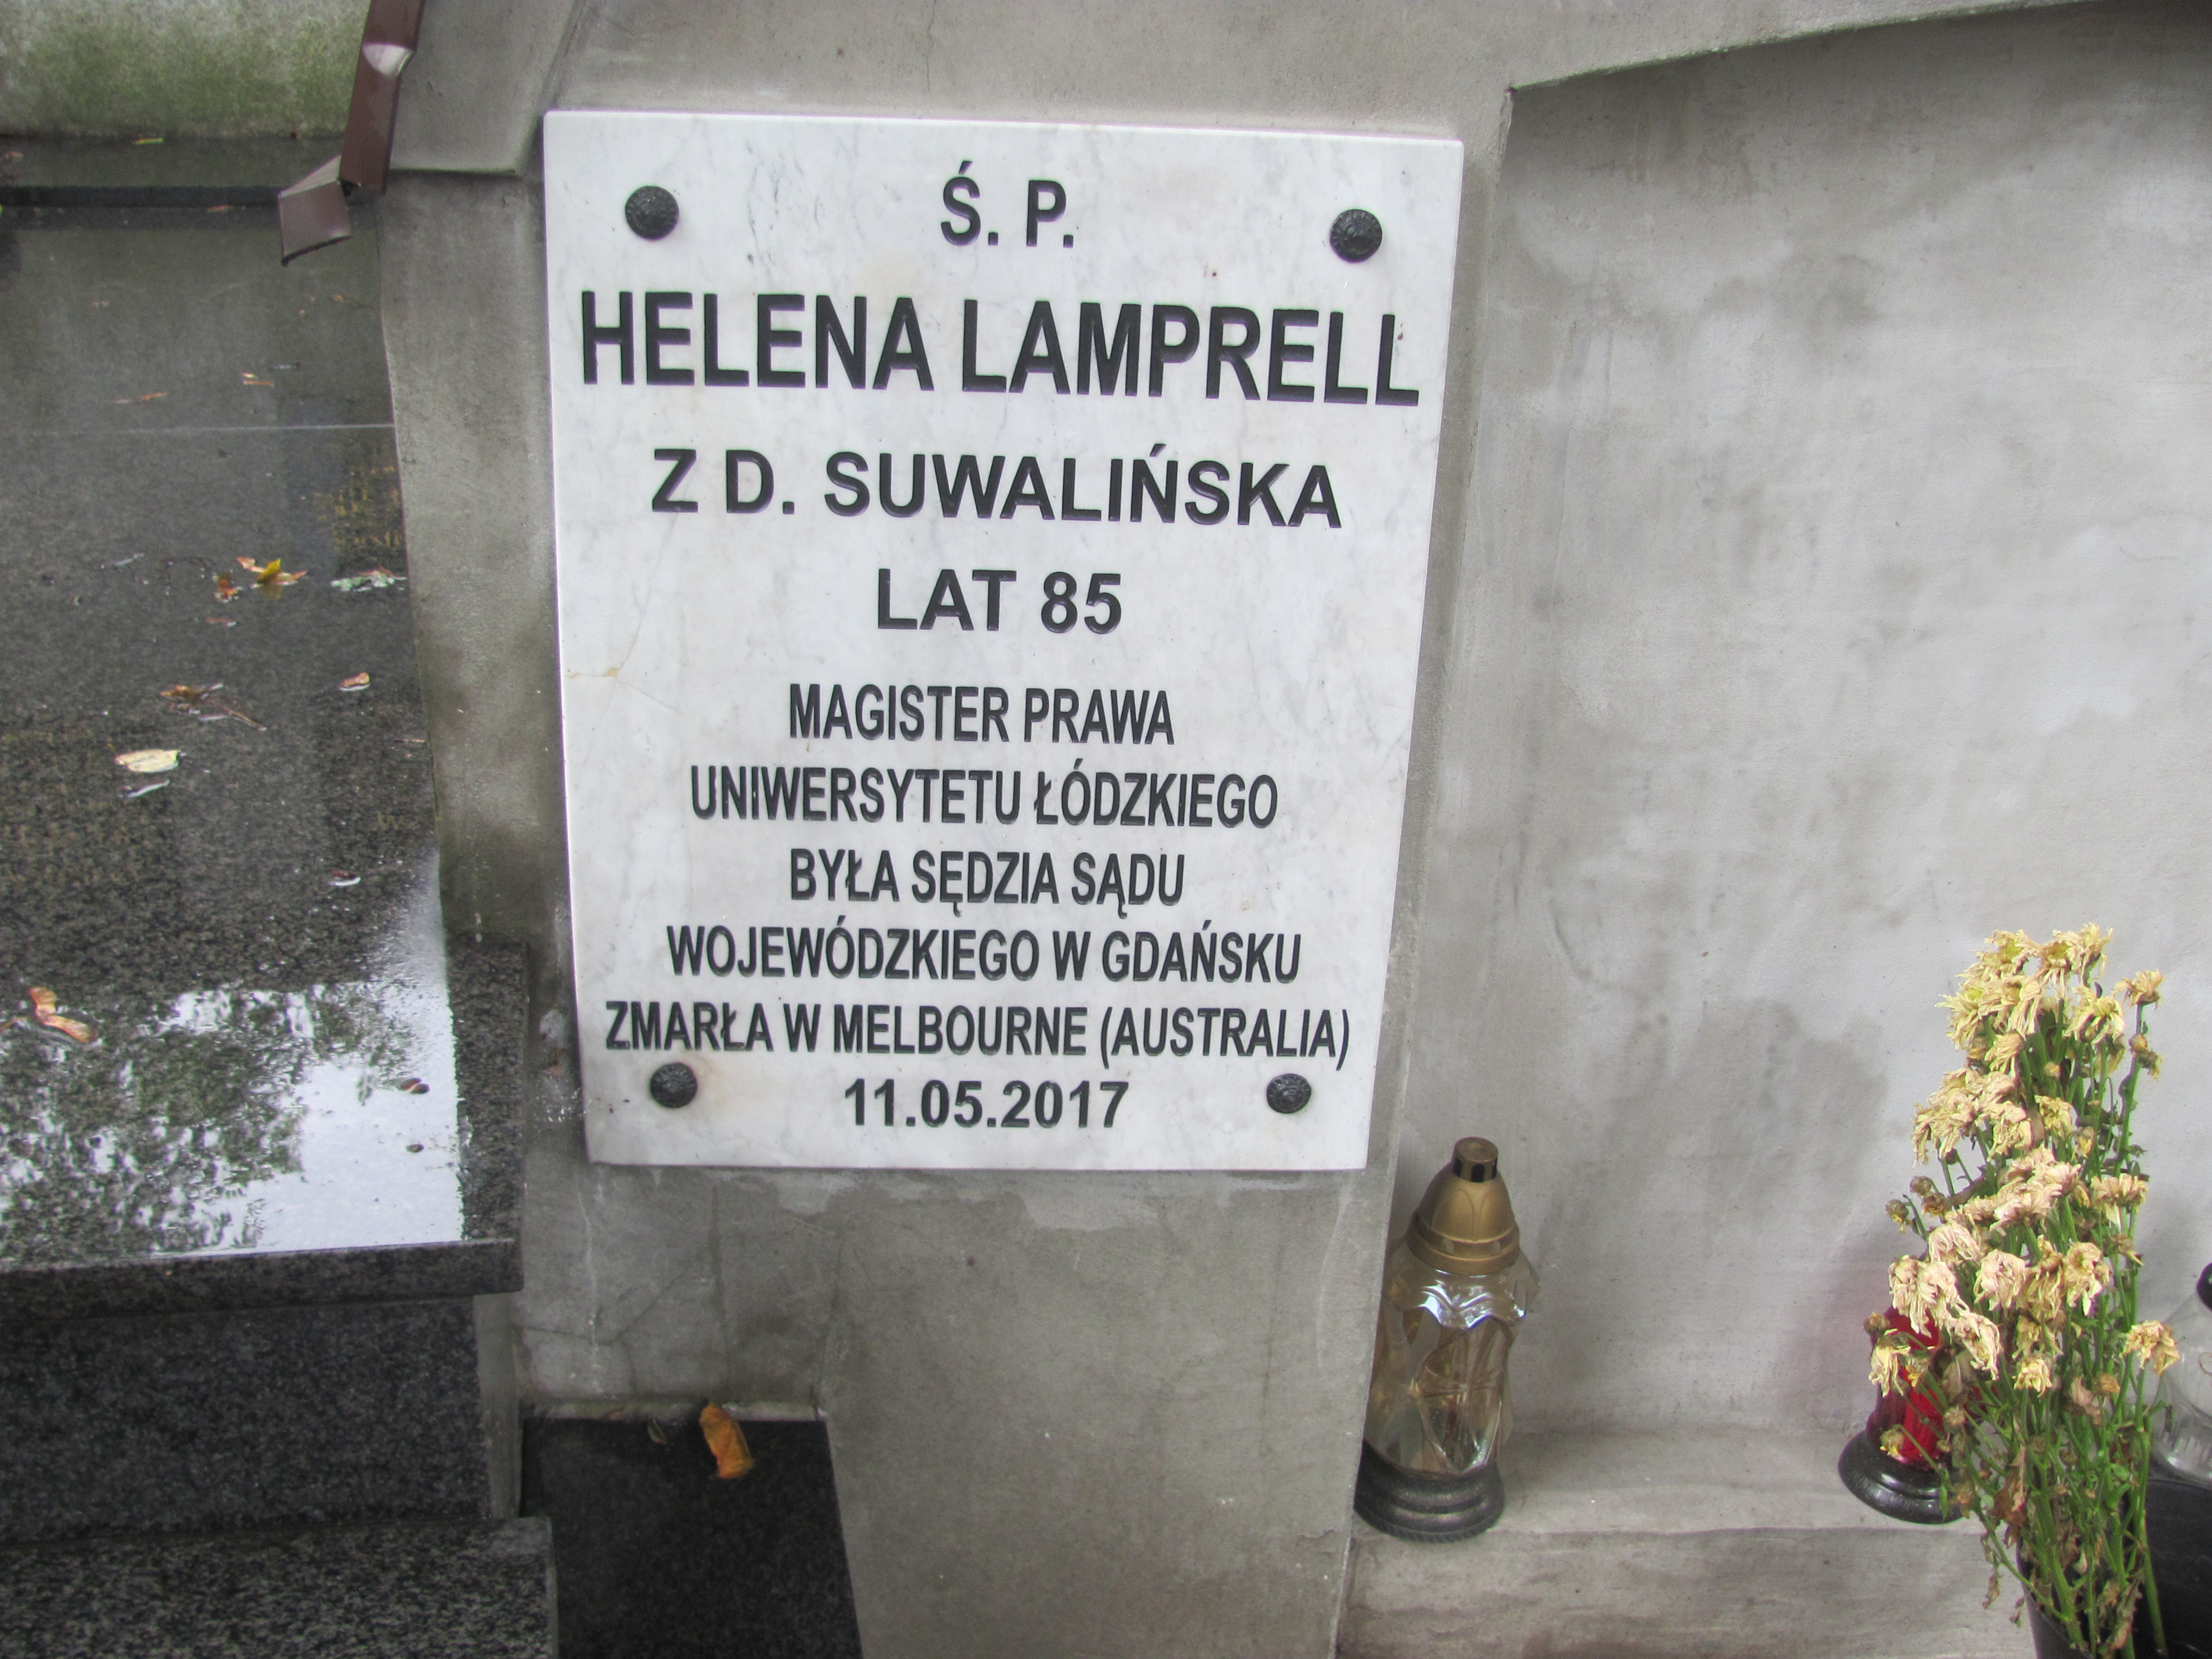 Ś. P.
HELENA LAMPRELL
Z D. SUWALIŃSKA
LAT 85
MAGISTER PRAWA
UNIWERSYTETU ŁÓDZKIEGO
BYŁA SĘDZIA SĄDU
WOJEWÓDZKIEGO W GDAŃSKU
ZMARŁA W MELBOURNE (AUSTRALIA)
11.05.2017